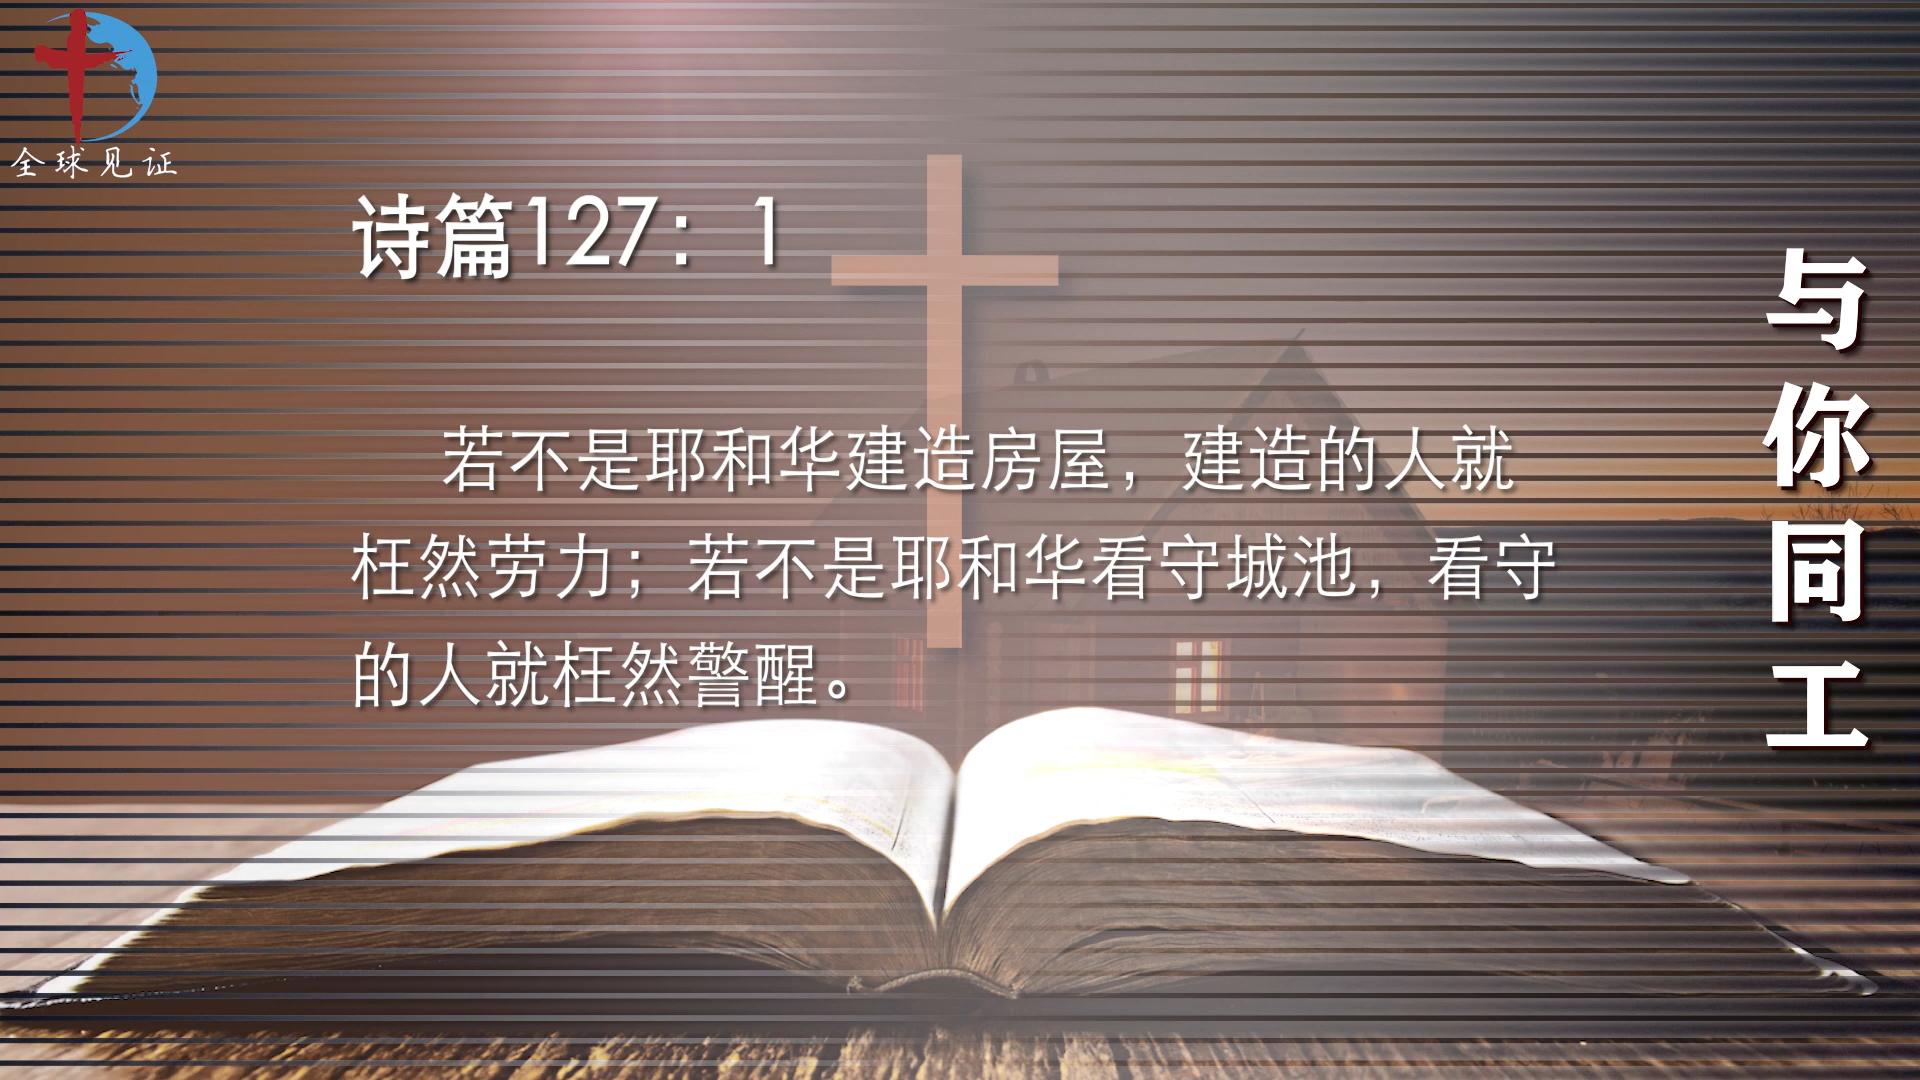 全球见证
诗篇127：1
若不是耶和华建造房屋，建造的人就
枉然劳力；若不是耶和华看守城池，看守
的人就枉然警醒。
与你同工